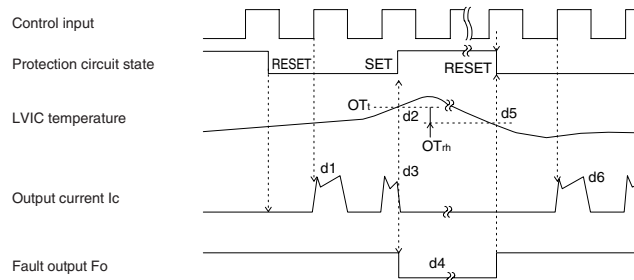 Control input
Protection circuit state
RESET
SET
RESET
LVIC temperature
OTt
d2
d5
OTrh
Output current Ic
d1
d3
d6
Fault output Fo
d4